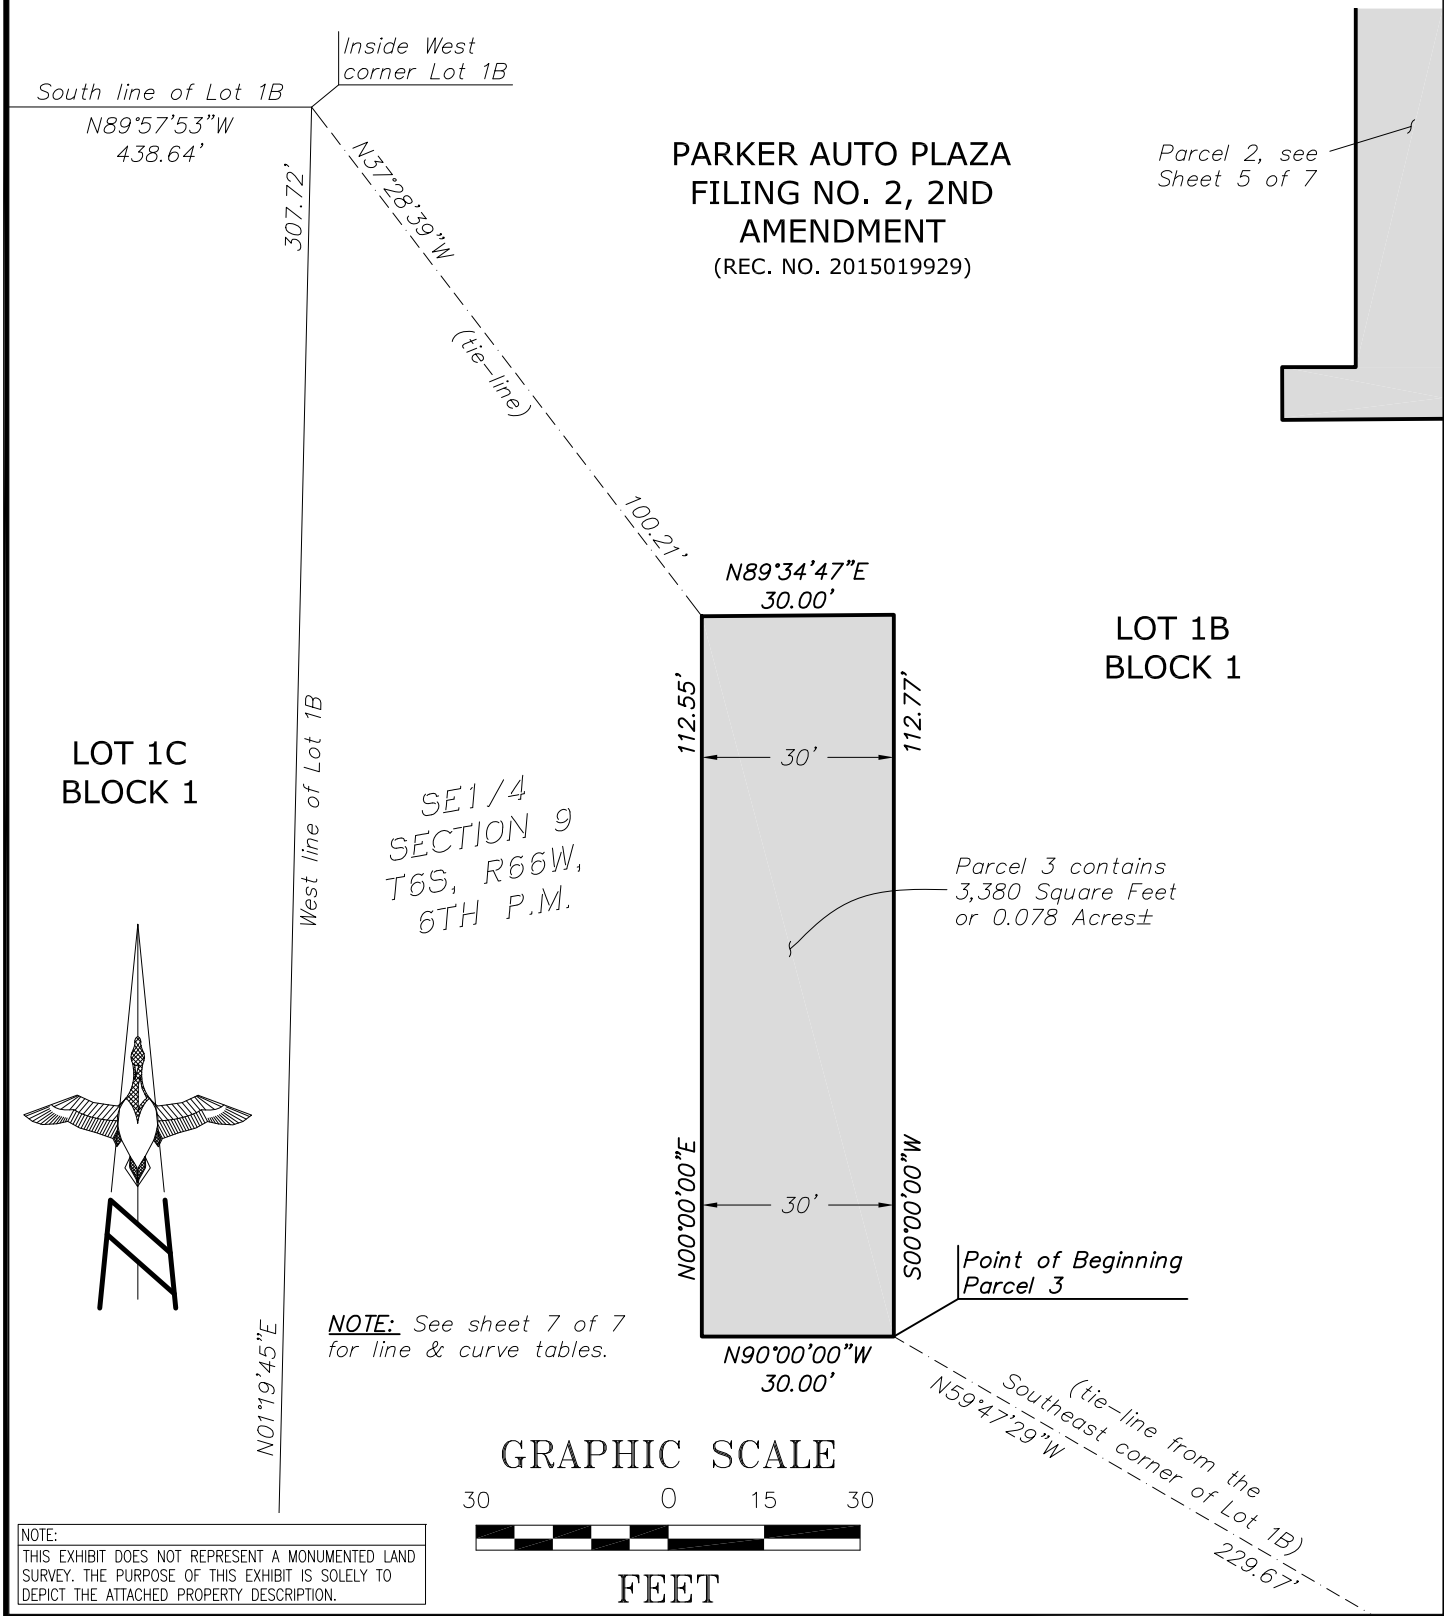 Inside West
corner Lot 1B
South line of Lot 1B
N89°57'53"W
438.64'
307.72'
N37°28'39"W
(tie-line)
100.21'
PARKER AUTO PLAZA
FILING NO. 2, 2ND
AMENDMENT
(REC. NO. 2015019929)
Parcel 2, see
Sheet 5 of 7
N89°34'47"E
30.00'
LOT 1B
BLOCK 1
112.55'
112.77'
30'
LOT 1C
BLOCK 1
West line of Lot 1B
SE1/4
SECTION 9
T6S, R66W,
6TH P.M.
Parcel 3 contains
3,380 Square Feet
or 0.078 Acres±
N00°00'00"E
S00°00'00"W
30'
N
Point of Beginning
Parcel 3
NOTE: See sheet 7 of 7
for line & curve tables.
N01°19'45"E
N90°00'00"W
30.00'
(tie-line from the
Southeast corner of Lot 1B)
N59°47'29"W
229.67'
GRAPHIC SCALE
30 0 15 30
FEET
NOTE:
THIS EXHIBIT DOES NOT REPRESENT A MONUMENTED LAND
SURVEY. THE PURPOSE OF THIS EXHIBIT IS SOLELY TO
DEPICT THE ATTACHED PROPERTY DESCRIPTION.